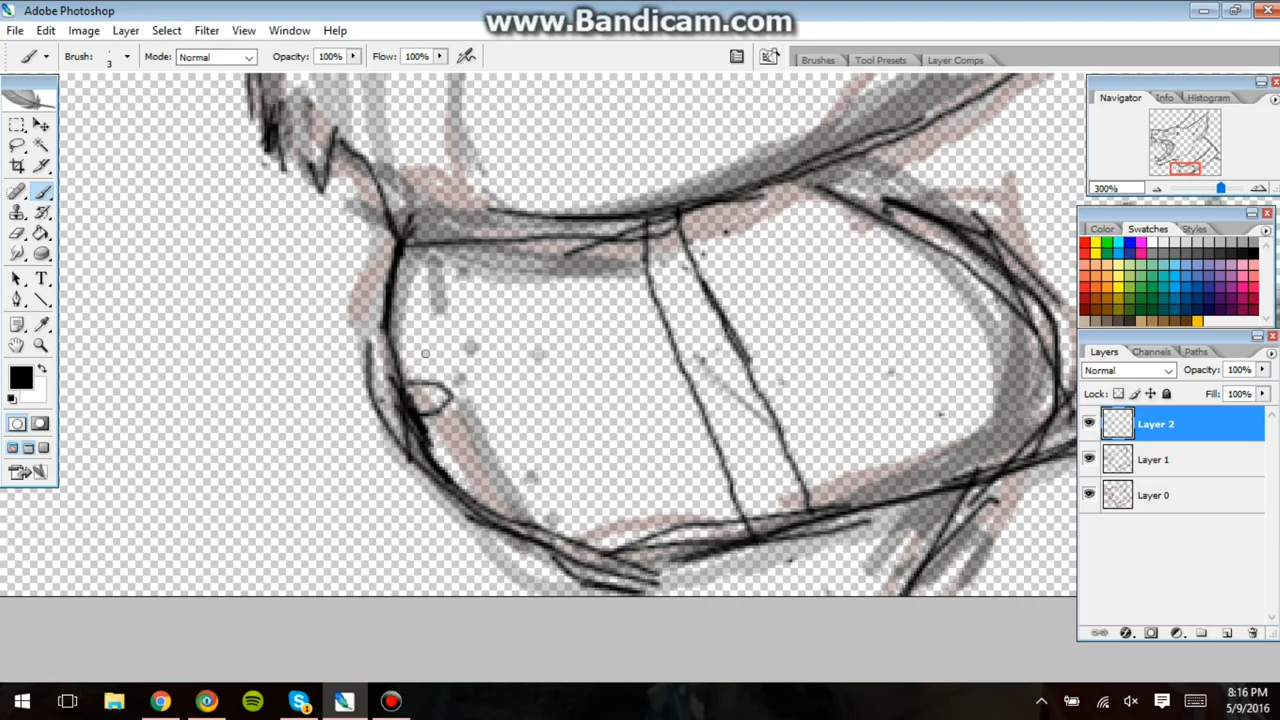 Adobe Photoshop
www.Bandicam.com
File Edit Image Layer Select Filter View Window Help
Brush: 3 Mode: Normal Opacity: 100% Flow: 100%
Brushes Tool Presets Layer Comps
Navigator Info Histogram
300%
Color Swatches Styles
Layers Channels Paths
Normal Opacity: 100%
Lock: Fill: 100%
Layer 2
Layer 1
Layer 0
8:16 PM
5/9/2016